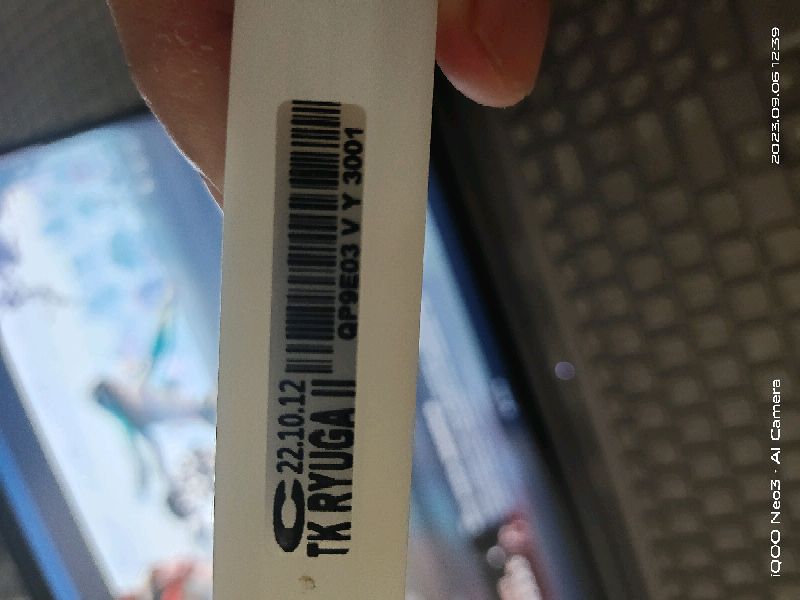 C 22.10.12
TK RYUGA II
QP9E03 V Y 3001
2023.09.06 12:39
iQOO Neo3 · AI Camera